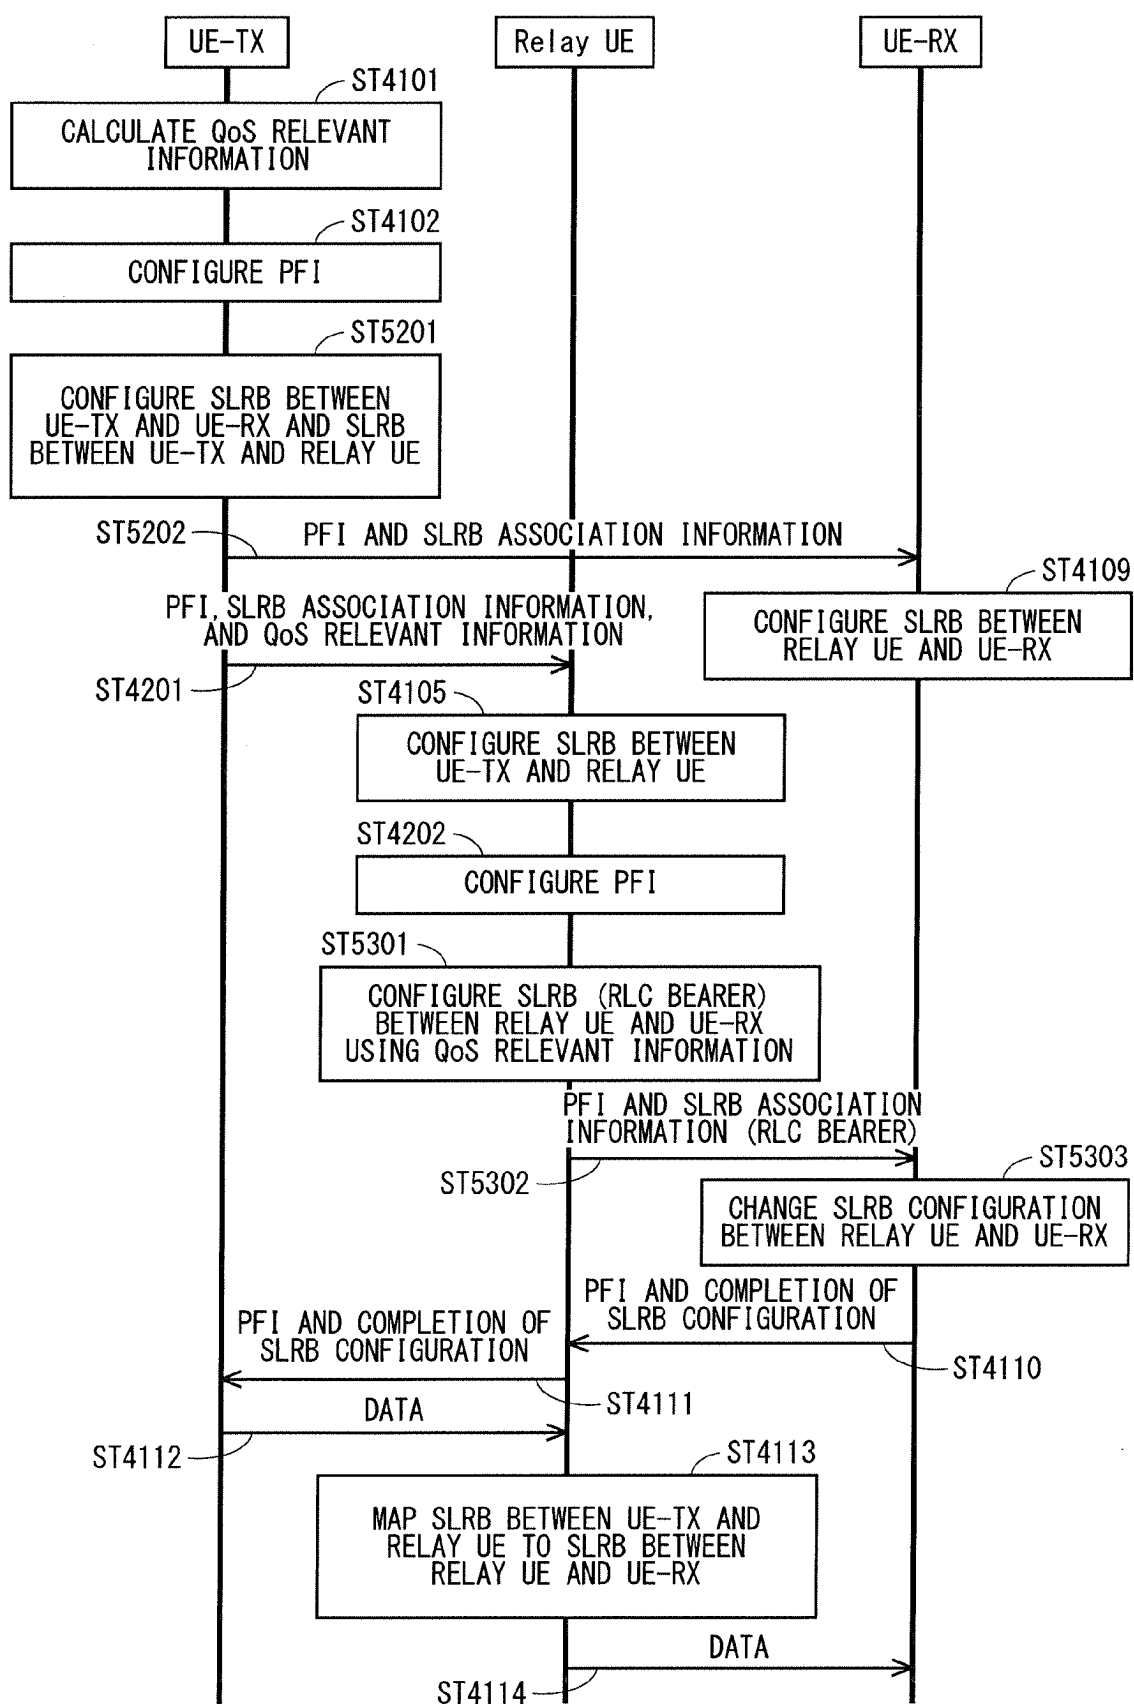 UE-TX
Relay UE
UE-RX
ST4101
CALCULATE QoS RELEVANT
INFORMATION
ST4102
CONFIGURE PFI
ST5201
CONFIGURE SLRB BETWEEN
UE-TX AND UE-RX AND SLRB
BETWEEN UE-TX AND RELAY UE
ST5202
PFI AND SLRB ASSOCIATION INFORMATION
ST4109
CONFIGURE SLRB BETWEEN
RELAY UE AND UE-RX
PFI, SLRB ASSOCIATION INFORMATION,
AND QoS RELEVANT INFORMATION
ST4201
ST4105
CONFIGURE SLRB BETWEEN
UE-TX AND RELAY UE
ST4202
CONFIGURE PFI
ST5301
CONFIGURE SLRB (RLC BEARER)
BETWEEN RELAY UE AND UE-RX
USING QoS RELEVANT INFORMATION
PFI AND SLRB ASSOCIATION
INFORMATION (RLC BEARER)
ST5302
ST5303
CHANGE SLRB CONFIGURATION
BETWEEN RELAY UE AND UE-RX
PFI AND COMPLETION OF
SLRB CONFIGURATION
ST4110
PFI AND COMPLETION OF
SLRB CONFIGURATION
ST4111
DATA
ST4112
ST4113
MAP SLRB BETWEEN UE-TX AND
RELAY UE TO SLRB BETWEEN
RELAY UE AND UE-RX
DATA
ST4114